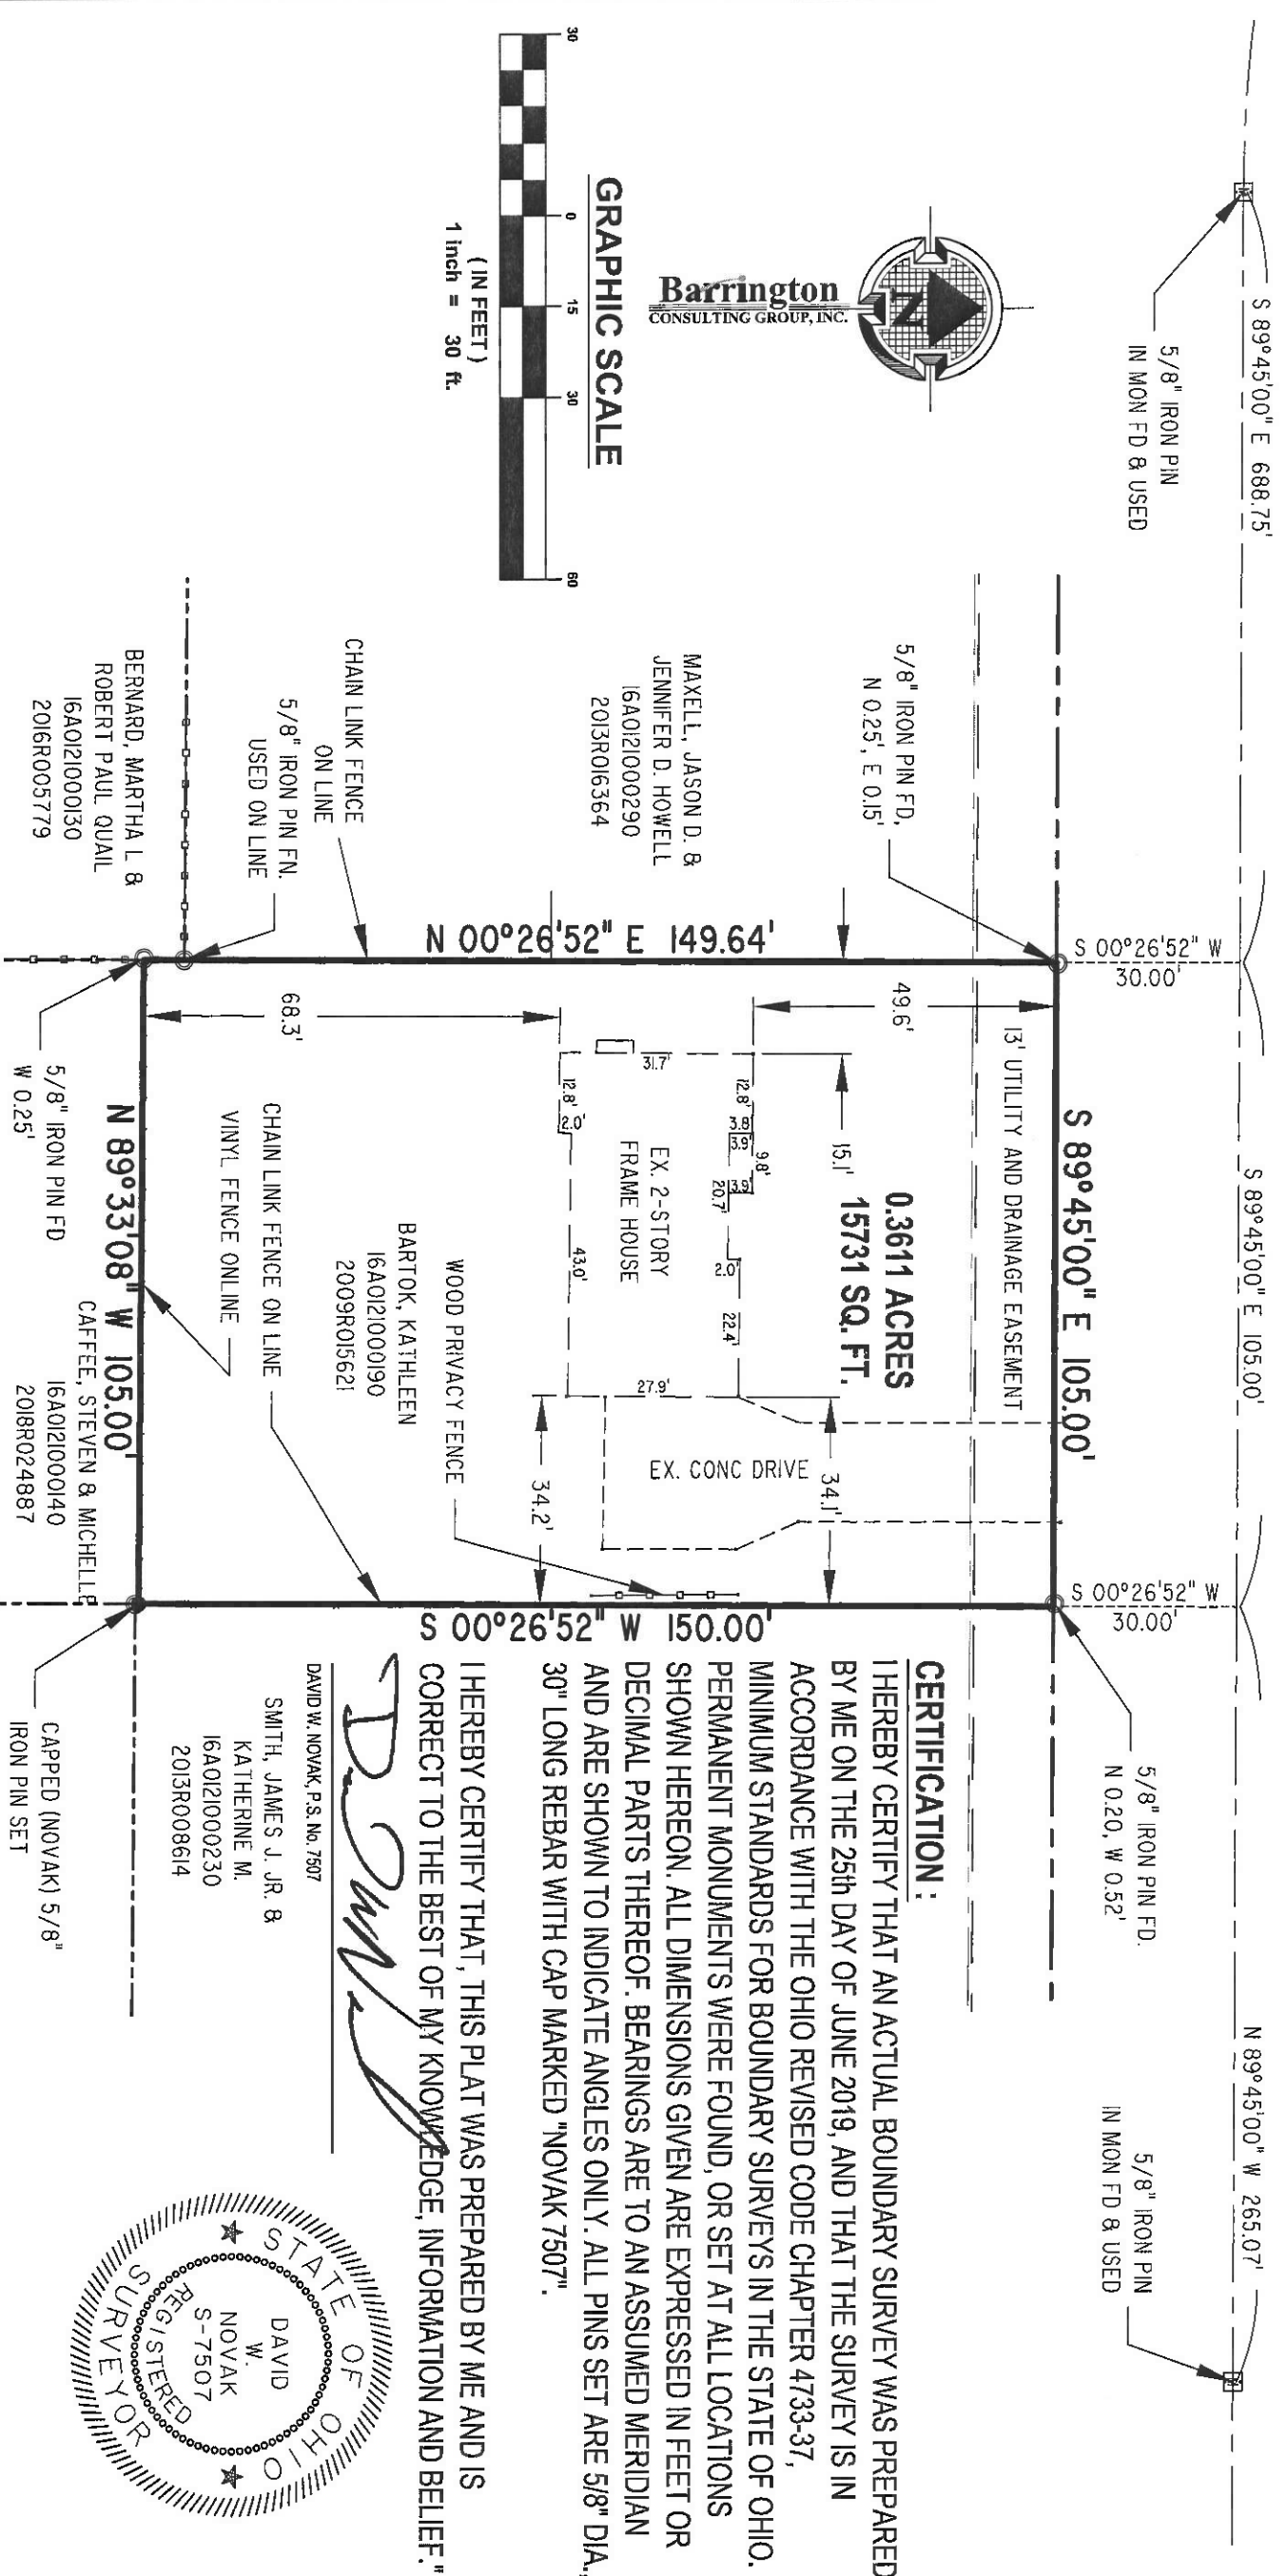 S 89°45'00" E 688.75'
S 89°45'00" E 105.00'
N 89°45'00" W 265.07'
5/8" IRON PIN
IN MON FD & USED
S 00°26'52" W
30.00'
S 00°26'52" W
30.00'
5/8" IRON PIN
IN MON FD & USED
5/8" IRON PIN FD,
N 0.25', E 0.15'
5/8" IRON PIN FD.
N 0.20, W 0.52'
S 89°45'00" E 105.00'
13' UTILITY AND DRAINAGE EASEMENT
N
Barrington
CONSULTING GROUP, INC.
GRAPHIC SCALE
30 0 15 30 60
( IN FEET )
1 inch = 30 ft.
MAXELL, JASON D. &
JENNIFER D. HOWELL
16A0121000290
2013R016364
CHAIN LINK FENCE
ON LINE
5/8" IRON PIN FN.
USED ON LINE
BERNARD, MARTHA L &
ROBERT PAUL QUAIL
16A0121000130
2016R005779
N 00°26'52" E 149.64'
49.6'
0.3611 ACRES
15731 SQ. FT.
15.1'
34.1'
12.8'
3.8'
3.9'
9.8'
3.9'
20.7'
2.0'
22.4'
31.7'
EX. 2-STORY
FRAME HOUSE
27.9'
EX. CONC DRIVE
12.8'
2.0'
43.0'
34.2'
68.3'
WOOD PRIVACY FENCE
BARTOK, KATHLEEN
16A0121000190
2009R015621
CHAIN LINK FENCE ON LINE
VINYL FENCE ONLINE
N 89°33'08" W 105.00'
5/8" IRON PIN FD
W 0.25'
CAFFEE, STEVEN & MICHELLE
16A0121000140
2018R024887
S 00°26'52" W 150.00'
CERTIFICATION :
I HEREBY CERTIFY THAT AN ACTUAL BOUNDARY SURVEY WAS PREPARED
BY ME ON THE 25th DAY OF JUNE 2019, AND THAT THE SURVEY IS IN
ACCORDANCE WITH THE OHIO REVISED CODE CHAPTER 4733-37,
MINIMUM STANDARDS FOR BOUNDARY SURVEYS IN THE STATE OF OHIO.
PERMANENT MONUMENTS WERE FOUND, OR SET AT ALL LOCATIONS
SHOWN HEREON. ALL DIMENSIONS GIVEN ARE EXPRESSED IN FEET OR
DECIMAL PARTS THEREOF. BEARINGS ARE TO AN ASSUMED MERIDIAN
AND ARE SHOWN TO INDICATE ANGLES ONLY. ALL PINS SET ARE 5/8" DIA.,
30" LONG REBAR WITH CAP MARKED "NOVAK 7507".
I HEREBY CERTIFY THAT, THIS PLAT WAS PREPARED BY ME AND IS
CORRECT TO THE BEST OF MY KNOWLEDGE, INFORMATION AND BELIEF."
DAVID W. NOVAK, P.S. No. 7507
SMITH, JAMES J. JR. &
KATHERINE M.
16A0121000230
2013R008614
CAPPED (NOVAK) 5/8"
IRON PIN SET
STATE OF OHIO
DAVID
W.
NOVAK
S-7507
REGISTERED
SURVEYOR